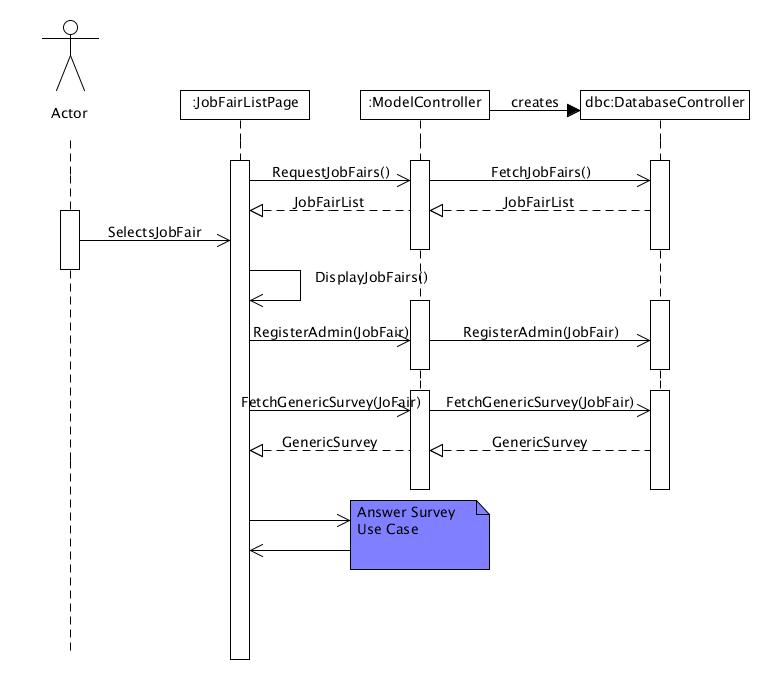 Actor
:JobFairListPage
:ModelController
creates
dbc:DatabaseController
RequestJobFairs()
FetchJobFairs()
JobFairList
JobFairList
SelectsJobFair
DisplayJobFairs()
RegisterAdmin(JobFair)
RegisterAdmin(JobFair)
FetchGenericSurvey(JoFair)
FetchGenericSurvey(JobFair)
GenericSurvey
GenericSurvey
Answer Survey
Use Case